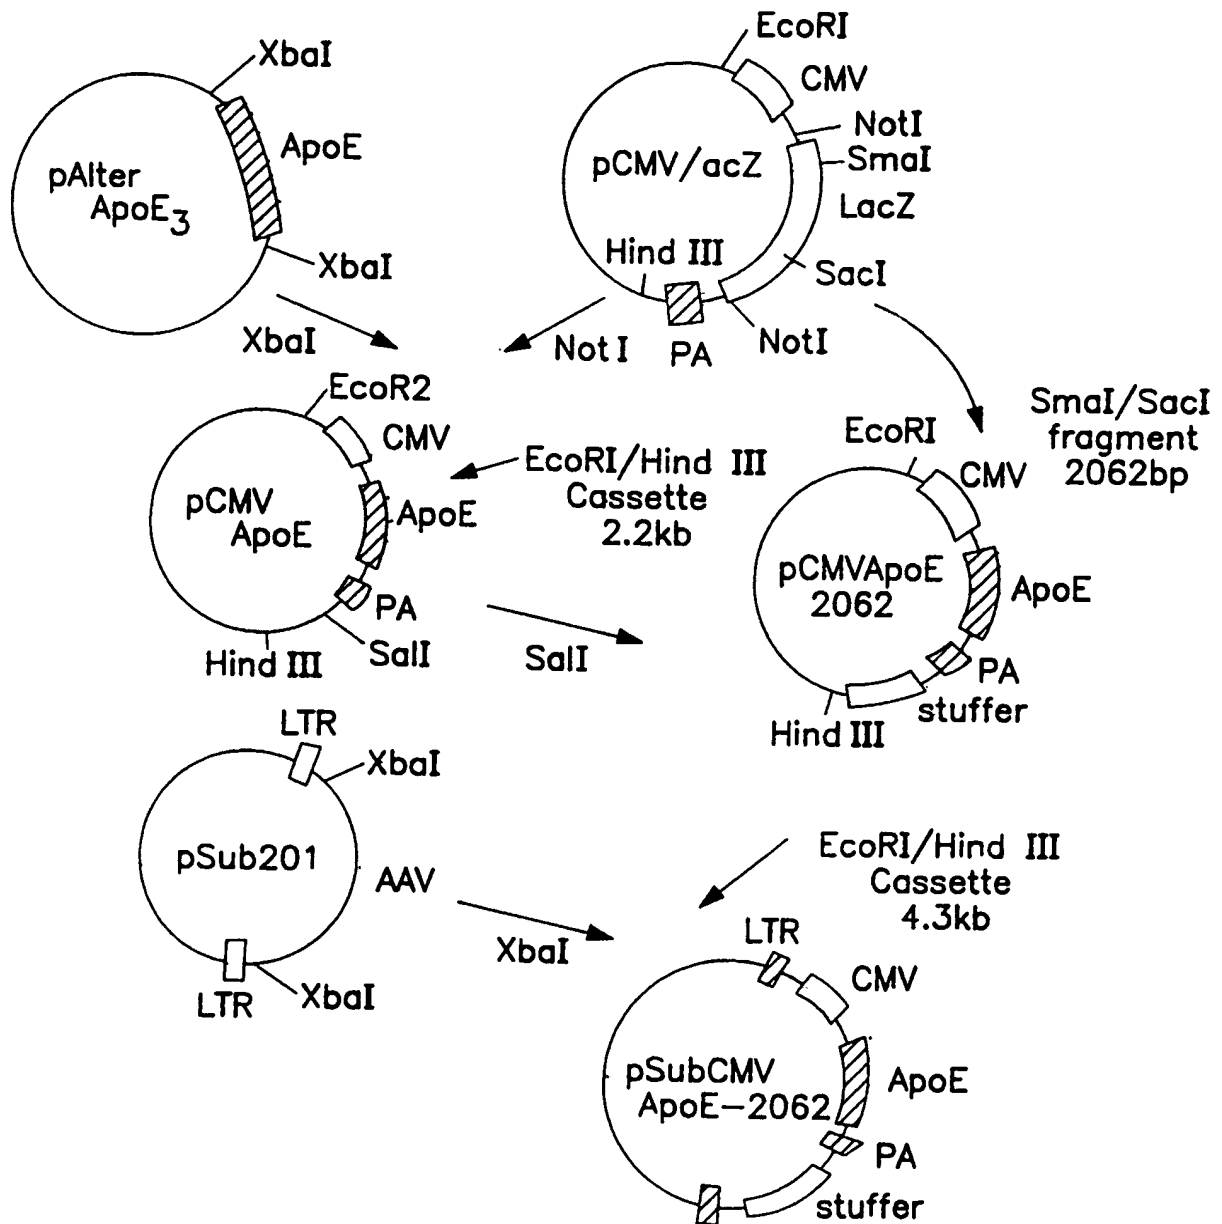 XbaI
ApoE
pAlter
ApoE3
XbaI
EcoRI
CMV
NotI
SmaI
pCMV/acZ
LacZ
Hind III
SacI
NotI
PA
XbaI
Not I
EcoR2
CMV
pCMV
ApoE
ApoE
PA
SalI
Hind III
EcoRI/Hind III
Cassette
2.2kb
SalI
SmaI/SacI
fragment
2062bp
EcoRI
CMV
pCMVApoE
2062
ApoE
PA
stuffer
Hind III
LTR
XbaI
pSub201
AAV
LTR
XbaI
XbaI
EcoRI/Hind III
Cassette
4.3kb
LTR
CMV
pSubCMV
ApoE-2062
ApoE
PA
stuffer